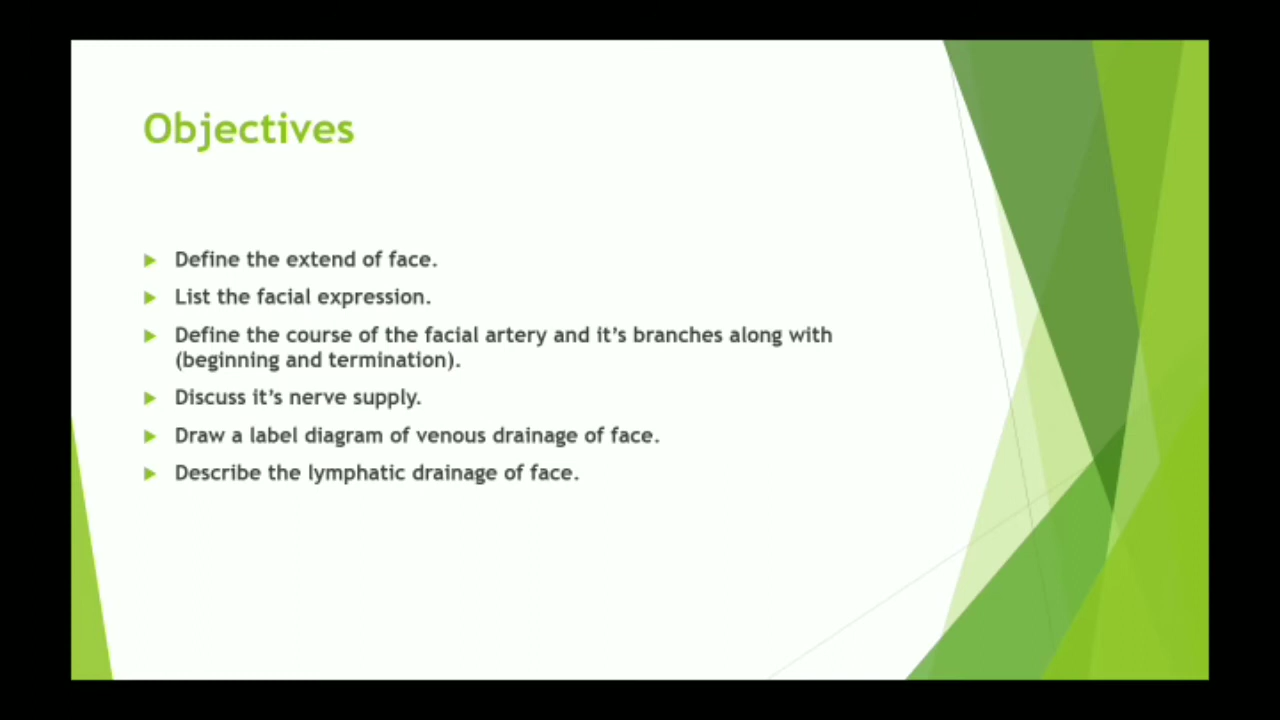 Objectives
Define the extend of face.
List the facial expression.
Define the course of the facial artery and it's branches along with
(beginning and termination).
Discuss it's nerve supply.
Draw a label diagram of venous drainage of face.
Describe the lymphatic drainage of face.